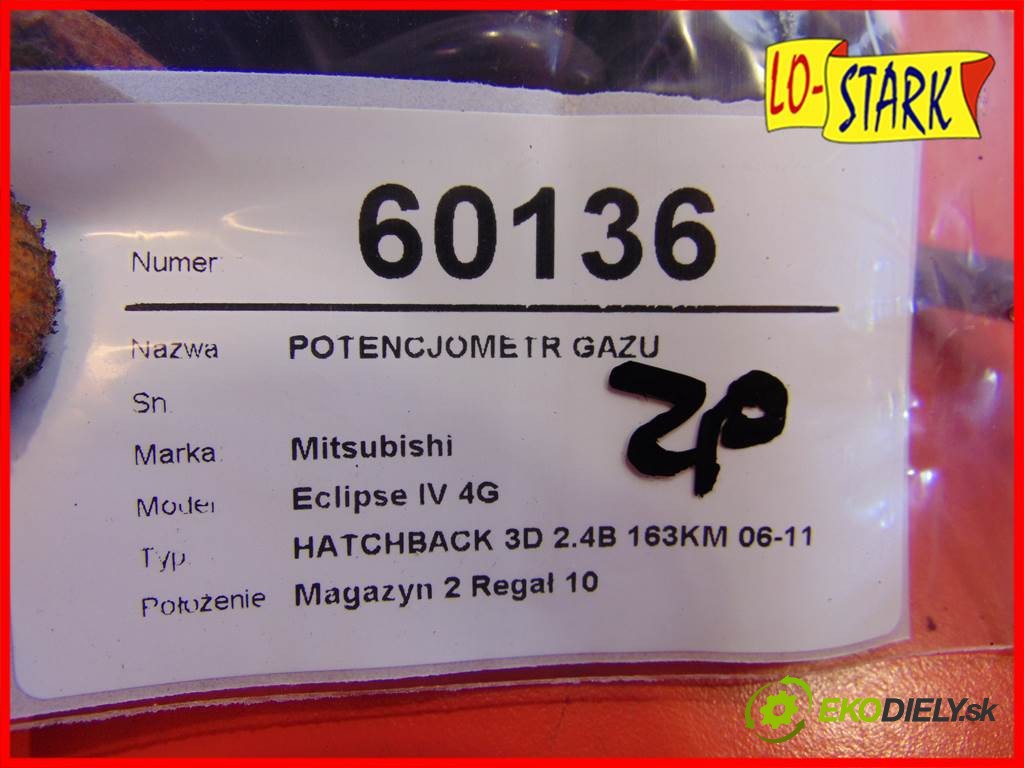 LO-STARK
Numer: 60136
Nazwa POTENCJOMETR GAZU
ZP
Sn.
Marka: Mitsubishi
Model Eclipse IV 4G
Typ. HATCHBACK 3D 2.4B 163KM 06-11
Położenie Magazyn 2 Regał 10
EKODIELY.sk